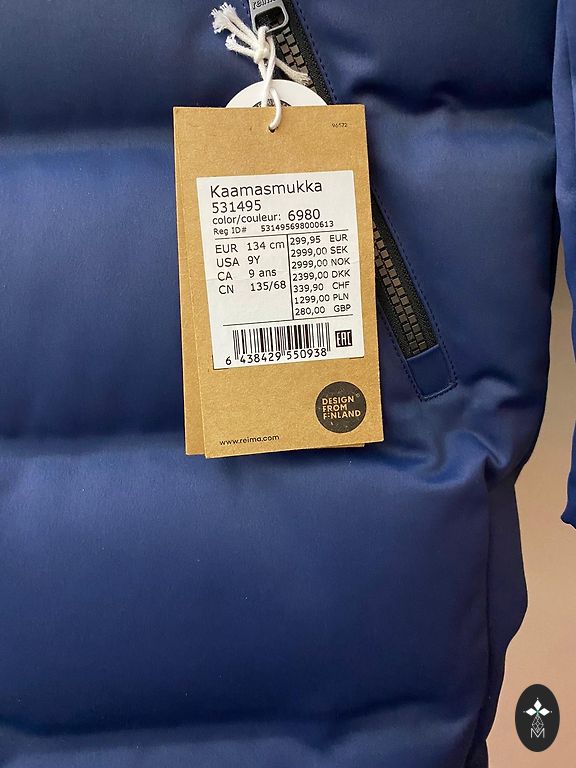 reima
96572
Kaamasmukka
531495
color/couleur: 6980
Reg ID# 531495698000613
EUR 134 cm
USA 9Y
CA 9 ans
CN 135/68
299,95 EUR
2999,00 SEK
2999,00 NOK
2399,00 DKK
339,90 CHF
1299,00 PLN
280,00 GBP
6 438429 550938
EAC
DESIGN
FROM
FINLAND
www.reima.com
M